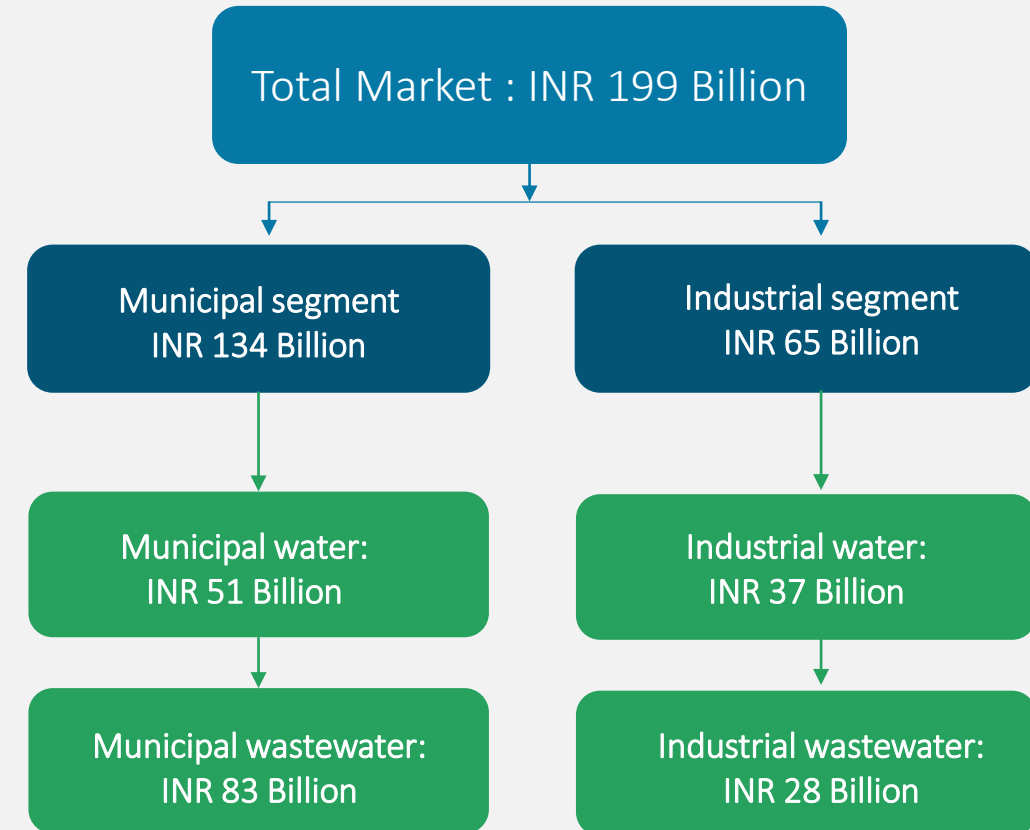 Total Market : INR 199 Billion
Municipal segment
INR 134 Billion
Industrial segment
INR 65 Billion
Municipal water:
INR 51 Billion
Industrial water:
INR 37 Billion
Municipal wastewater:
INR 83 Billion
Industrial wastewater:
INR 28 Billion